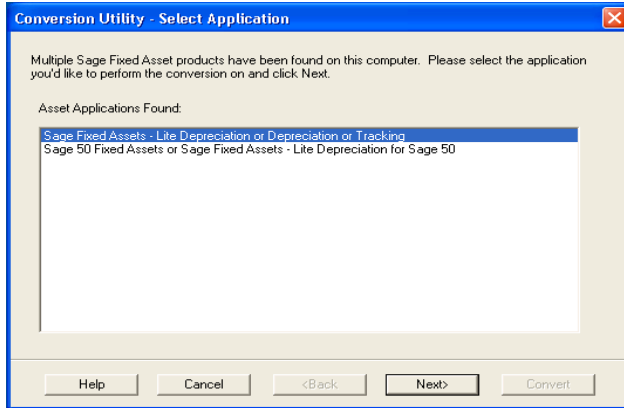 Conversion Utility - Select Application
Multiple Sage Fixed Asset products have been found on this computer. Please select the application
you'd like to perform the conversion on and click Next.
Asset Applications Found:
Sage Fixed Assets - Lite Depreciation or Depreciation or Tracking
Sage 50 Fixed Assets or Sage Fixed Assets - Lite Depreciation for Sage 50
Help Cancel <Back Next> Convert